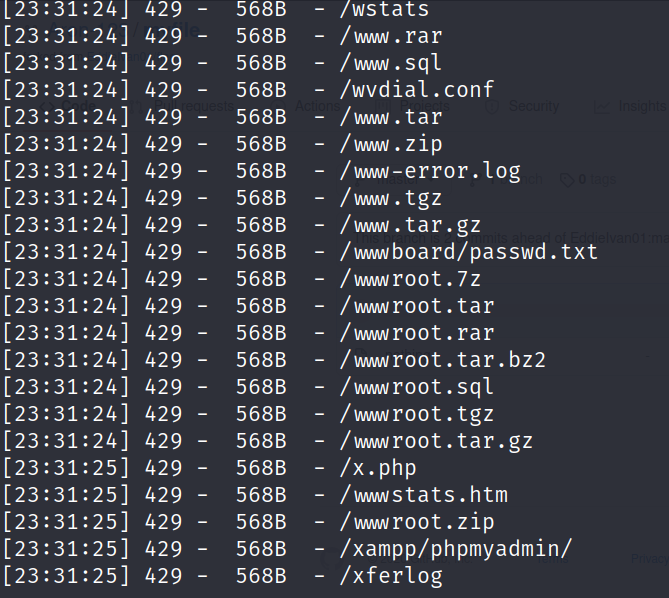 [23:31:24] 429 -  568B  - /wstats
[23:31:24] 429 -  568B  - /www.rar
[23:31:24] 429 -  568B  - /www.sql
[23:31:24] 429 -  568B  - /wvdial.conf
[23:31:24] 429 -  568B  - /www.tar
[23:31:24] 429 -  568B  - /www.zip
[23:31:24] 429 -  568B  - /www-error.log
[23:31:24] 429 -  568B  - /www.tgz
[23:31:24] 429 -  568B  - /www.tar.gz
[23:31:24] 429 -  568B  - /wwwboard/passwd.txt
[23:31:24] 429 -  568B  - /wwwroot.7z
[23:31:24] 429 -  568B  - /wwwroot.tar
[23:31:24] 429 -  568B  - /wwwroot.rar
[23:31:24] 429 -  568B  - /wwwroot.tar.bz2
[23:31:24] 429 -  568B  - /wwwroot.sql
[23:31:24] 429 -  568B  - /wwwroot.tgz
[23:31:24] 429 -  568B  - /wwwroot.tar.gz
[23:31:25] 429 -  568B  - /x.php
[23:31:25] 429 -  568B  - /wwwstats.htm
[23:31:25] 429 -  568B  - /wwwroot.zip
[23:31:25] 429 -  568B  - /xampp/phpmyadmin/
[23:31:25] 429 -  568B  - /xferlog